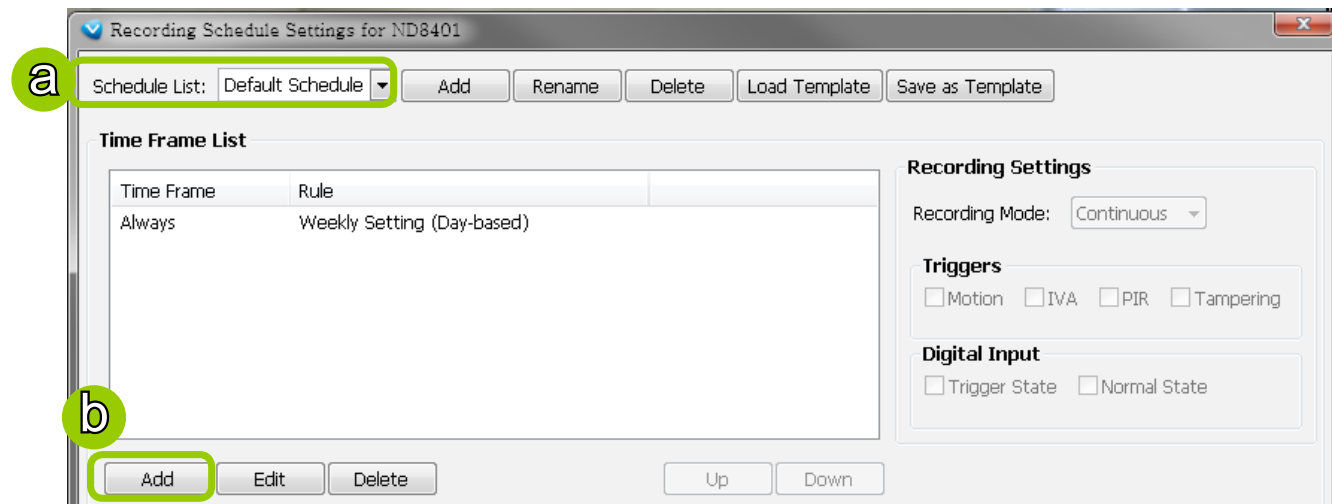 Recording Schedule Settings for ND8401
x
a
Schedule List: Default Schedule Add Rename Delete Load Template Save as Template
Time Frame List
Time Frame Rule
Always Weekly Setting (Day-based)
Recording Settings
Recording Mode: Continuous
Triggers
Motion IVA PIR Tampering
Digital Input
Trigger State Normal State
b
Add Edit Delete Up Down